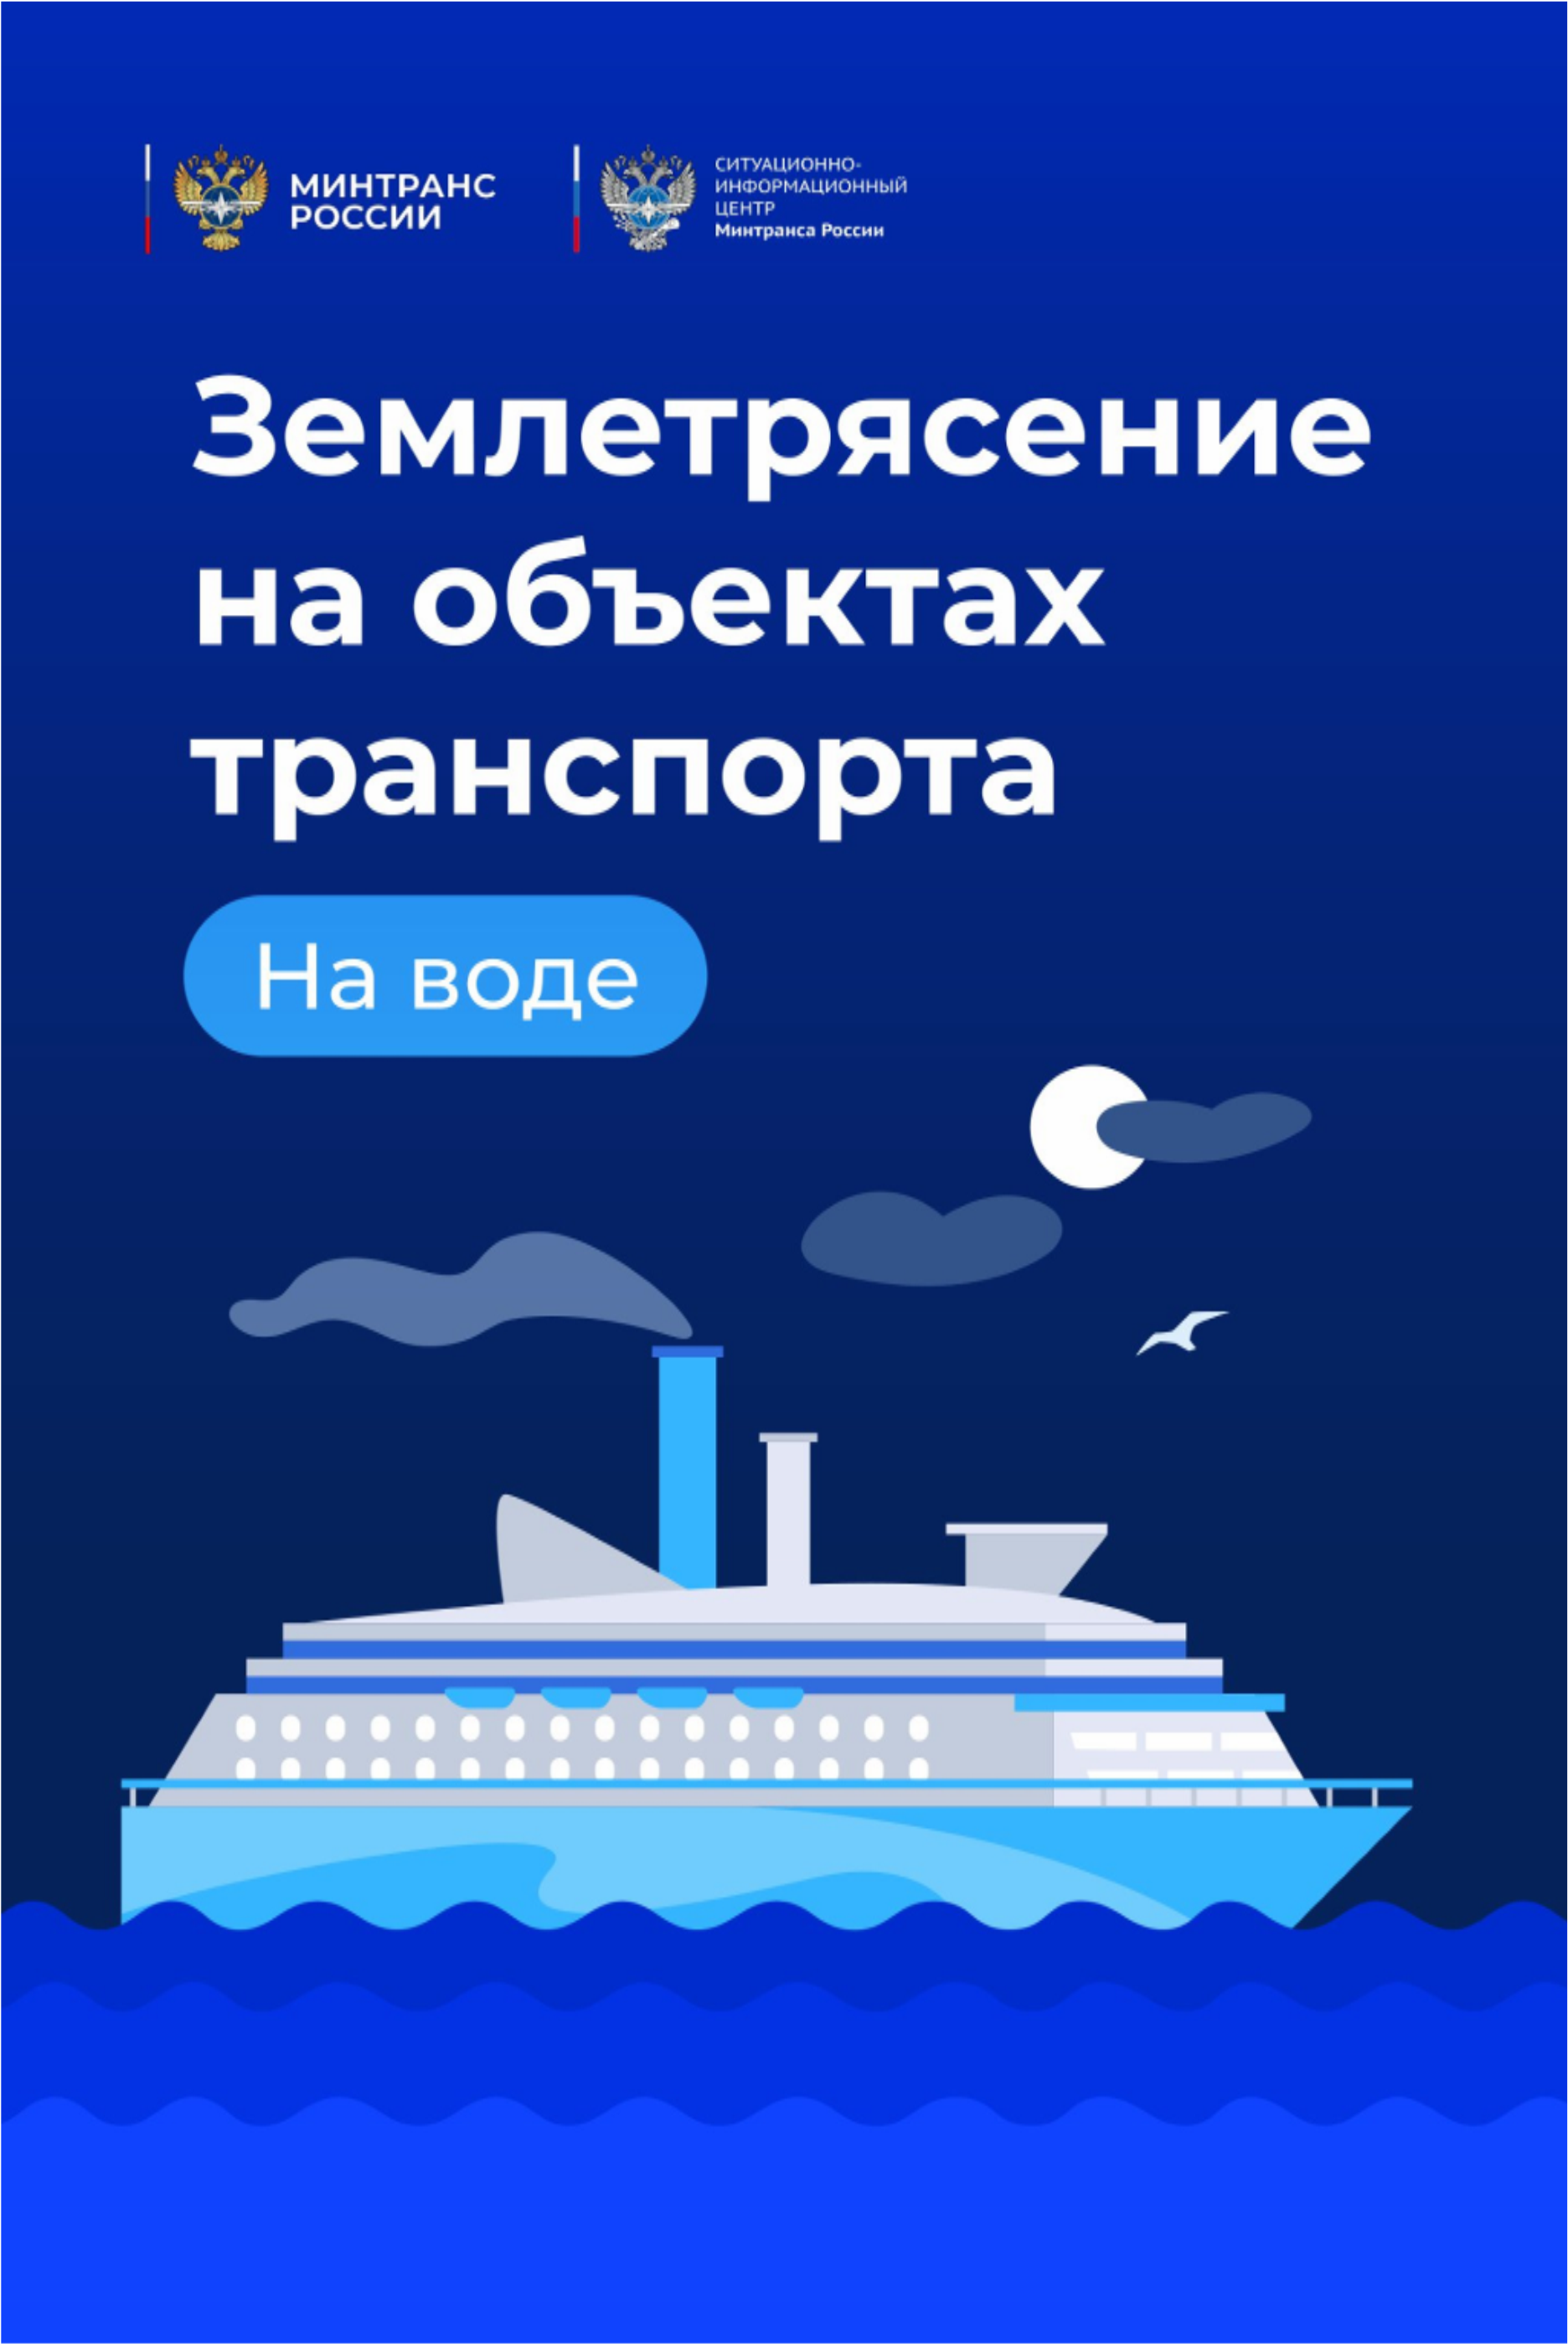 МИНТРАНС
РОССИИ
СИТУАЦИОННО-
ИНФОРМАЦИОННЫЙ
ЦЕНТР
Минтранса России
Землетрясение
на объектах
транспорта
На воде